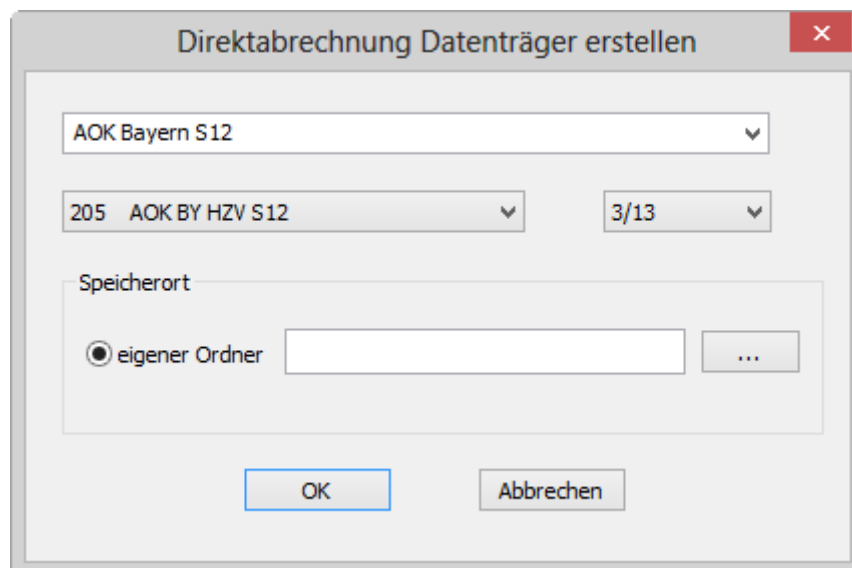 Direktabrechnung Datenträger erstellen
AOK Bayern S12
205 AOK BY HZV S12 3/13
Speicherort
eigener Ordner ...
OK Abbrechen